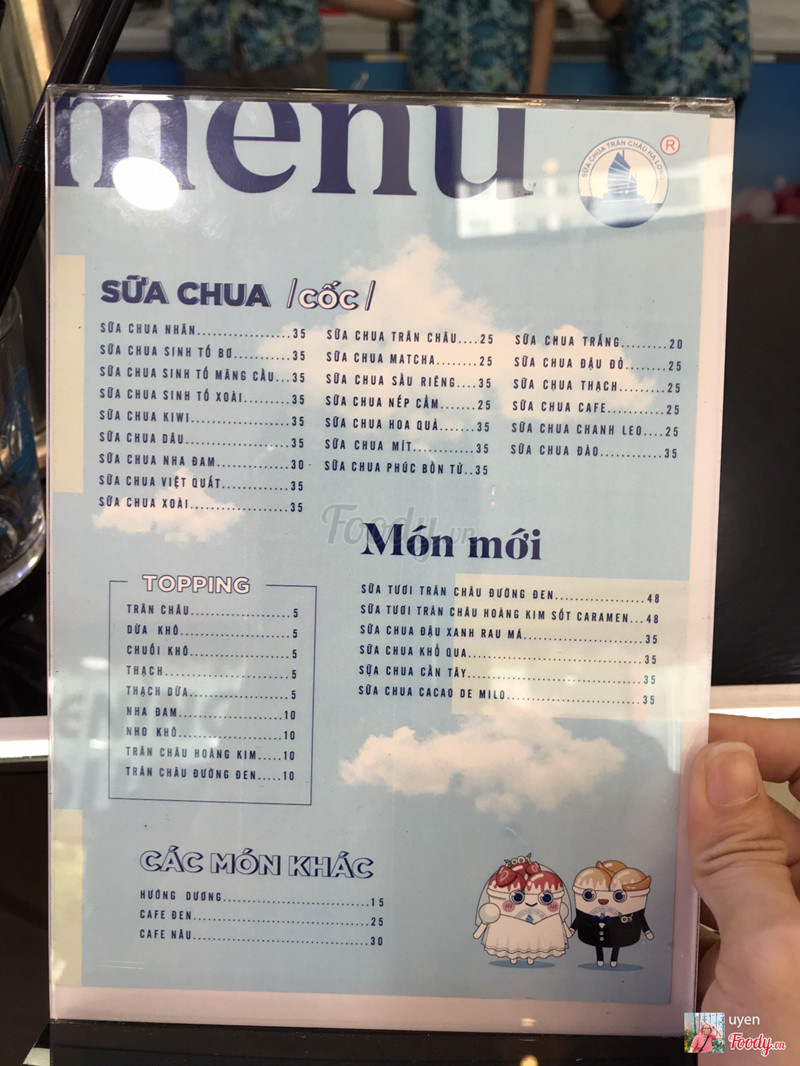 menu
SỮA CHUA TRÂN CHÂU HẠ LONG
®
SỮA CHUA /CỐC/
SỮA CHUA NHÃN................35
SỮA CHUA SINH TỐ BƠ..........35
SỮA CHUA SINH TỐ MÃNG CẦU...35
SỮA CHUA SINH TỐ XOÀI........35
SỮA CHUA KIWI.................35
SỮA CHUA DÂU..................35
SỮA CHUA NHA ĐAM............30
SỮA CHUA VIỆT QUẤT...........35
SỮA CHUA XOÀI.................35
SỮA CHUA TRÂN CHÂU....25
SỮA CHUA MATCHA.......25
SỮA CHUA SẦU RIÊNG....35
SỮA CHUA NẾP CẨM.......25
SỮA CHUA HOA QUẢ......35
SỮA CHUA MÍT...........35
SỮA CHUA PHÚC BỒN TỬ..35
SỮA CHUA TRẮNG........20
SỮA CHUA ĐẬU ĐỎ.......25
SỮA CHUA THẠCH........25
SỮA CHUA CAFE..........25
SỮA CHUA CHANH LEO....25
SỮA CHUA ĐÀO...........35
Foody.vn
Món mới
SỮA TƯƠI TRÂN CHÂU ĐƯỜNG ĐEN..............48
SỮA TƯƠI TRÂN CHÂU HOÀNG KIM SỐT CARAMEN...48
SỮA CHUA ĐẬU XANH RAU MÁ....................35
SỮA CHUA KHỔ QUA.............................35
SỮA CHUA CẦN TÂY.............................35
SỮA CHUA CACAO DE MILO.......................35
TOPPING
TRÂN CHÂU..................5
DỪA KHÔ...................5
CHUỐI KHÔ.................5
THẠCH......................5
THẠCH DỪA.................5
NHA ĐAM..................10
NHO KHÔ..................10
TRÂN CHÂU HOÀNG KIM.....10
TRÂN CHÂU ĐƯỜNG ĐEN.....10
CÁC MÓN KHÁC
HƯỚNG DƯƠNG.........................15
CAFE ĐEN..............................25
CAFE NÂU..............................30
uyen
Foody.vn